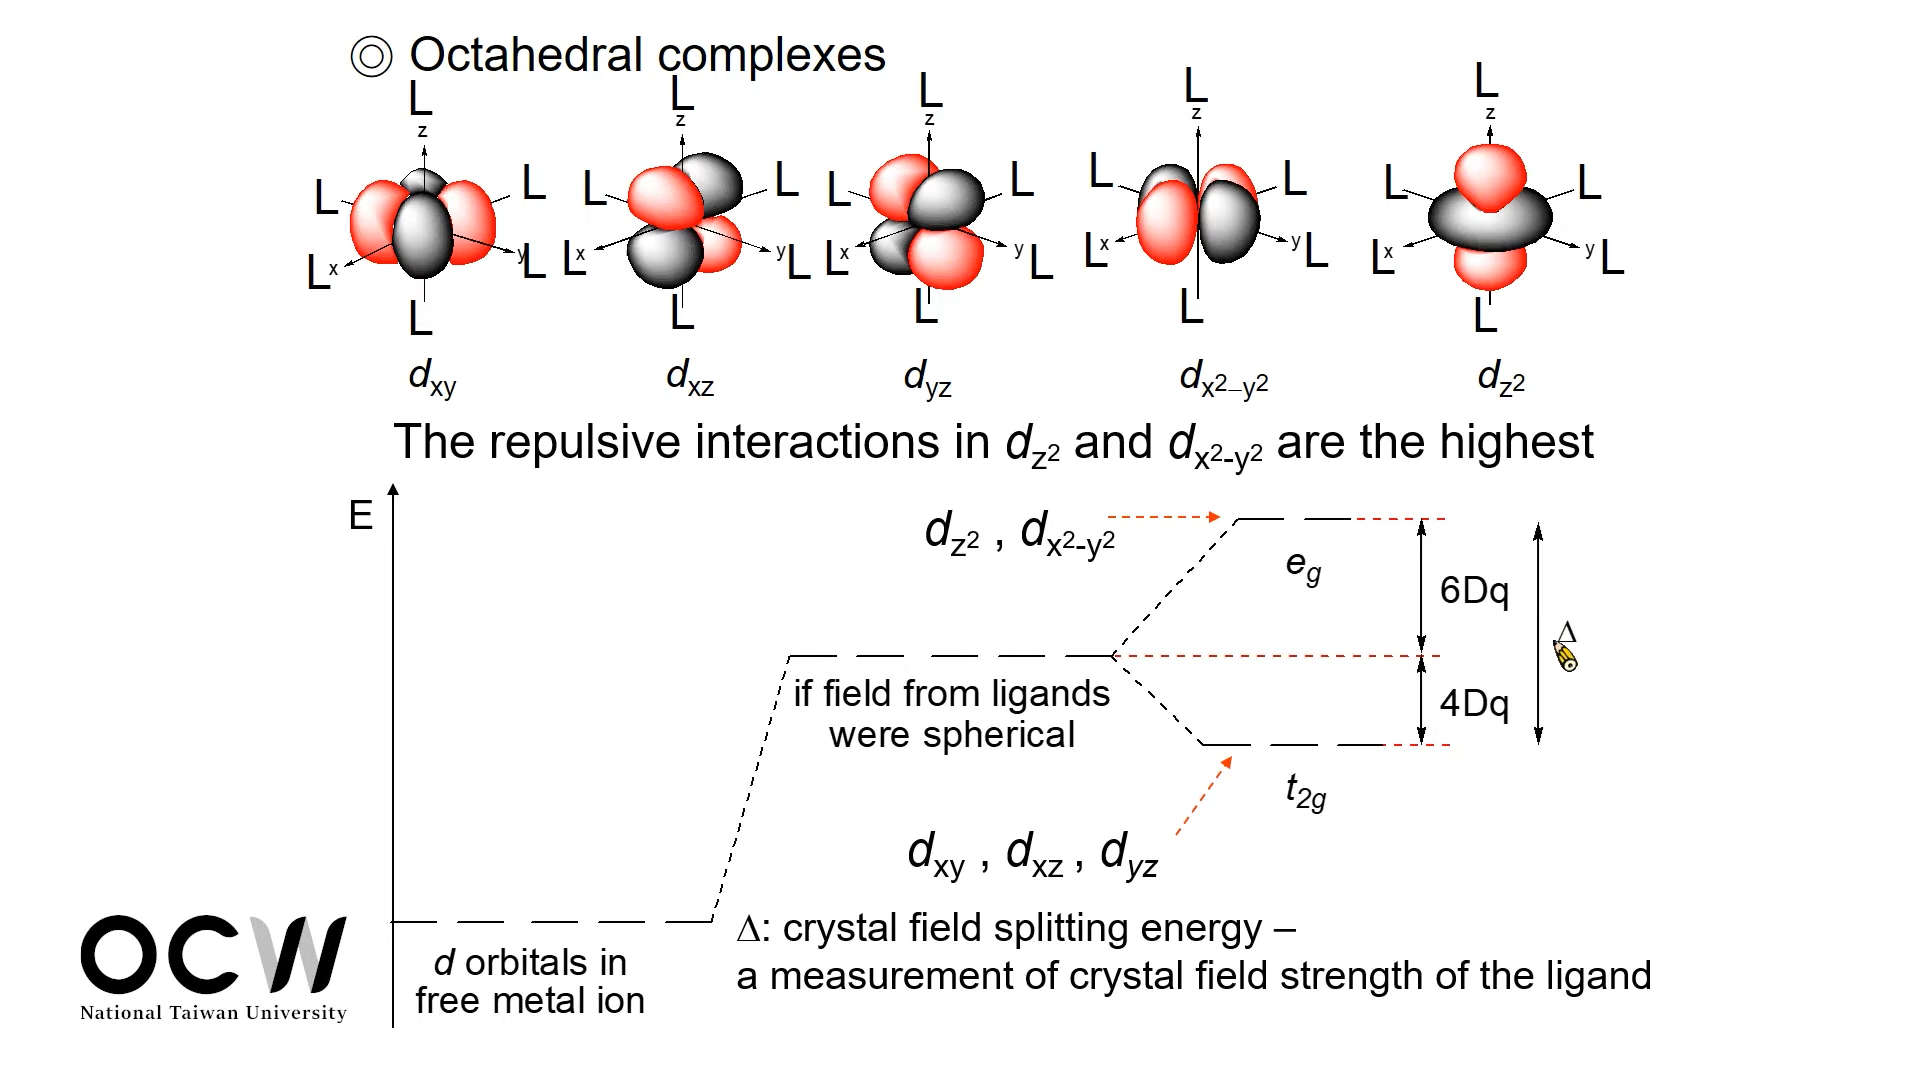 ◎ Octahedral complexes
L L L L L
z z z z z
L L L L L L L L L L
x y x y x y x y x y
L L L L L L L L L L
L L L L L
dxy dxz dyz dx²–y² dz²
The repulsive interactions in dz² and dx²-y² are the highest
E
dz² , dx²-y²
eg
6Dq
Δ
if field from ligands
were spherical
4Dq
t2g
dxy , dxz , dyz
d orbitals in
free metal ion
Δ: crystal field splitting energy –
a measurement of crystal field strength of the ligand
OCW
National Taiwan University